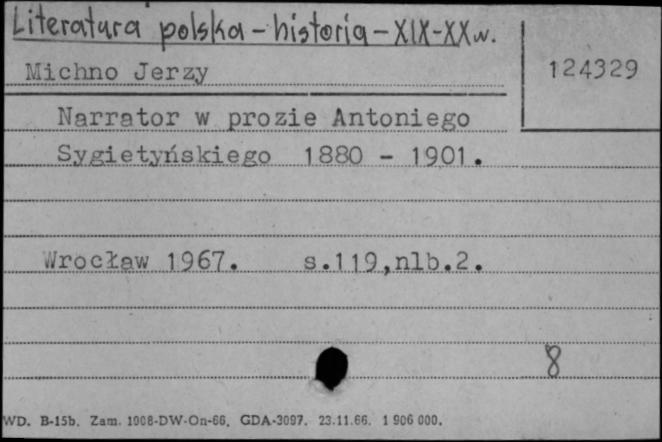 Literatura polska - historia - XIX-XX w.
Michno Jerzy
124329
Narrator w prozie Antoniego
Sygietyńskiego 1880 - 1901.
Wrocław 1967. s.119,nlb.2.
8
WD. B-15b. Zam. 1008-DW-On-66. GDA-3097. 23.11.66. 1 906 000.